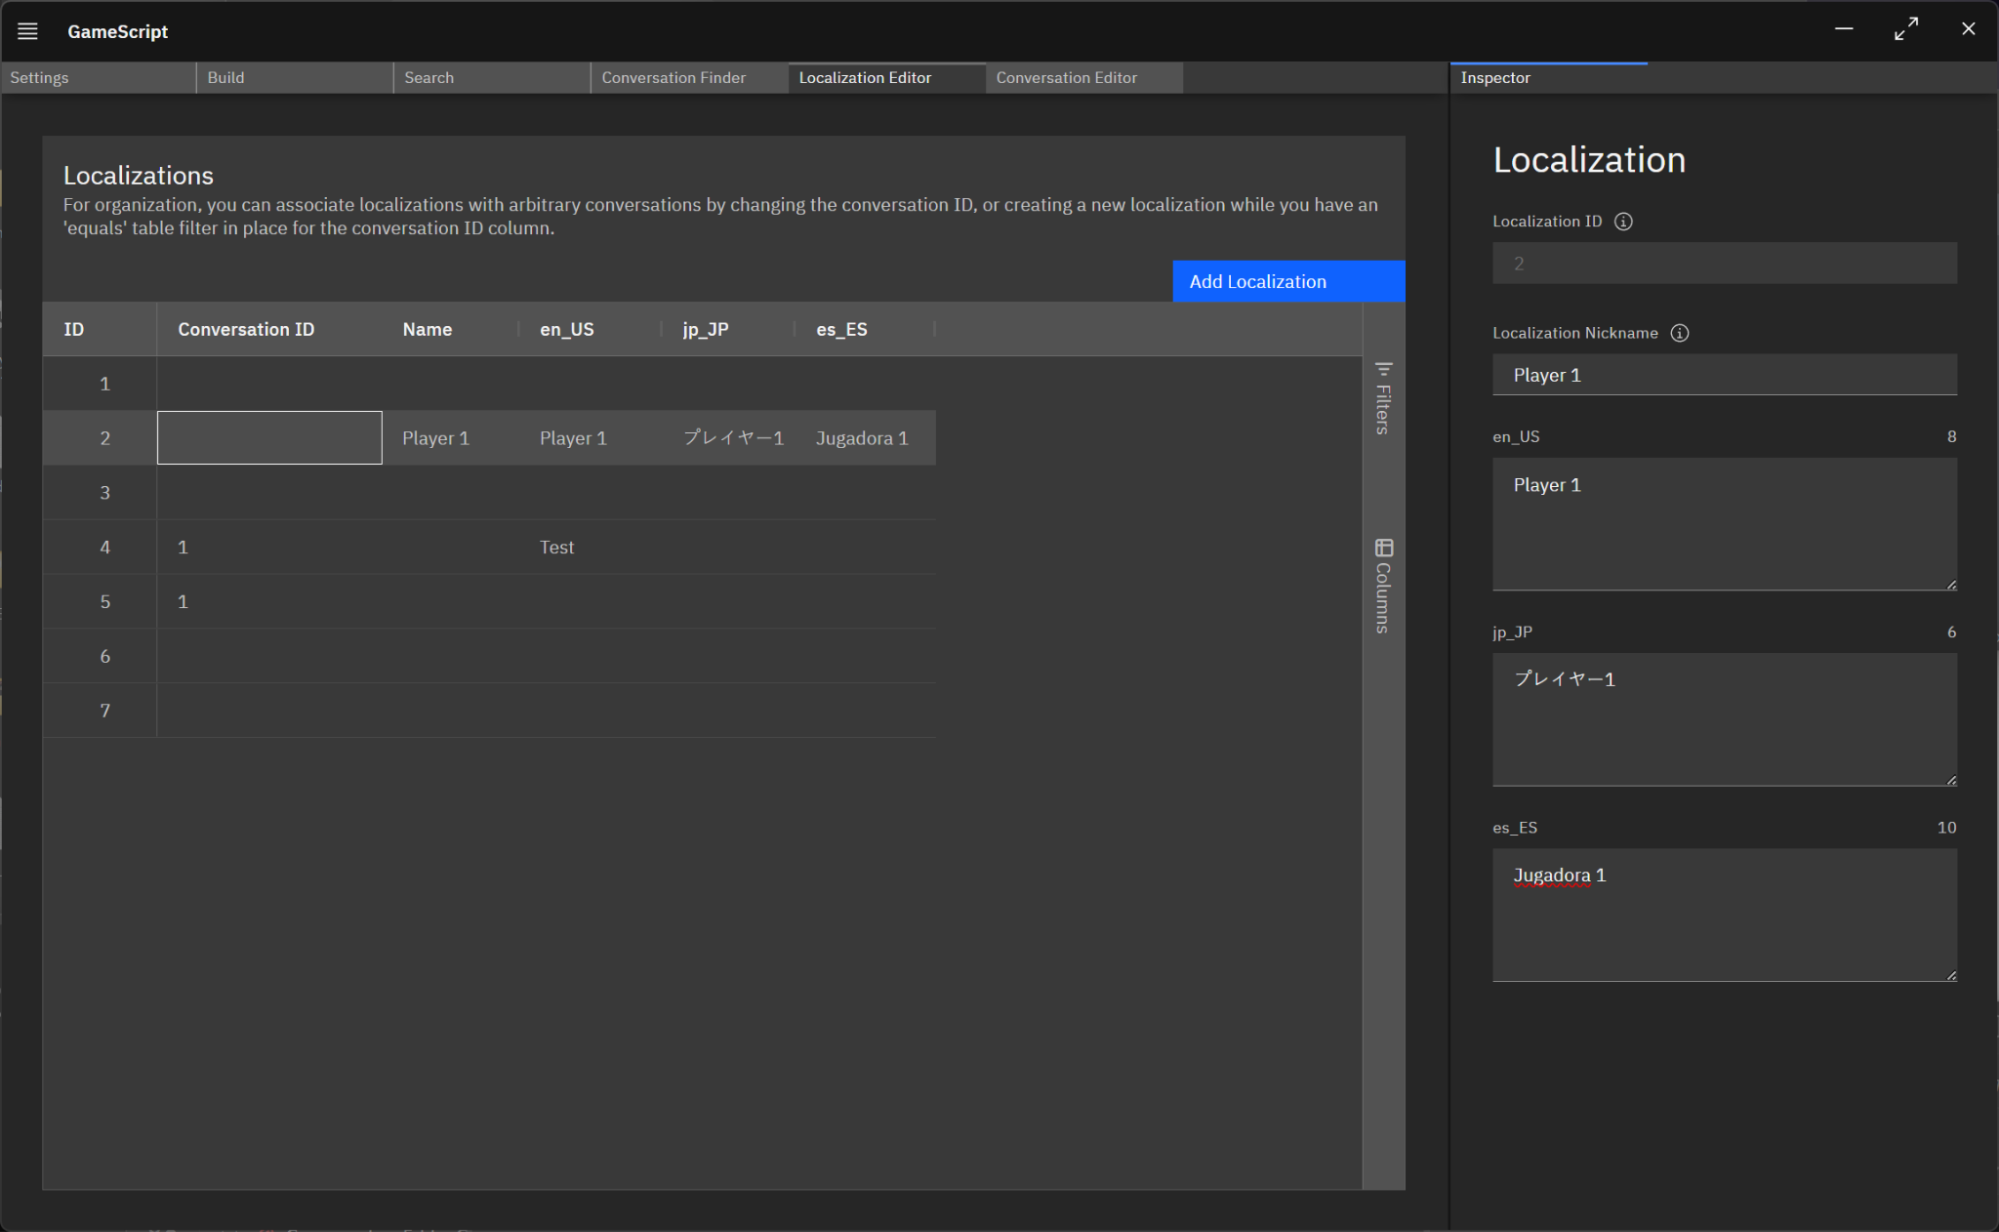 GameScript
Settings
Build
Search
Conversation Finder
Localization Editor
Conversation Editor
Inspector
Localizations
For organization, you can associate localizations with arbitrary conversations by changing the conversation ID, or creating a new localization while you have an
'equals' table filter in place for the conversation ID column.
Add Localization
ID Conversation ID Name en_US jp_JP es_ES
1
2 Player 1 Player 1 プレイヤー1 Jugadora 1
3
4 1 Test
5 1
6
7
Filters
Columns
Localization
Localization ID
2
Localization Nickname
Player 1
en_US 8
Player 1
jp_JP 6
プレイヤー1
es_ES 10
Jugadora 1